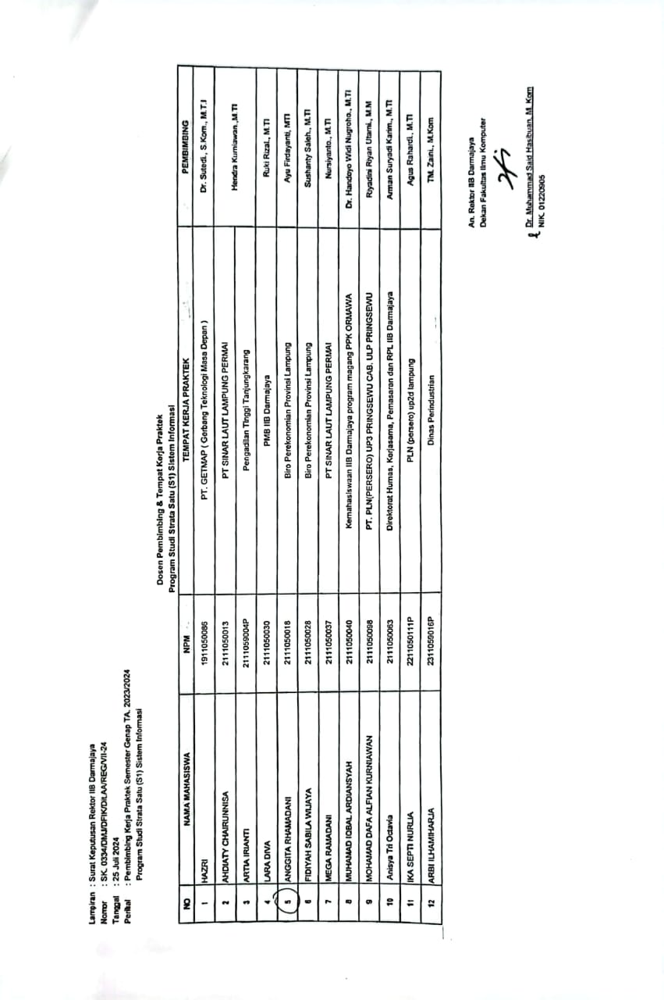 Lampiran : Surat Keputusan Rektor IIB Darmajaya
Nomor : SK. 0334/DMJ/DFIK/DILAA/REG/VII-24
Tanggal : 25 Juli 2024
Perihal : Pembimbing Kerja Praktek Semester Genap TA. 2023/2024
Program Studi Strata Satu (S1) Sistem Informasi
Dosen Pembimbing & Tempat Kerja Praktek
Program Studi Strata Satu (S1) Sistem Informasi
NO NAMA MAHASISWA NPM TEMPAT KERJA PRAKTEK PEMBIMBING
1 HAZRI 1911050086 PT. GETMAP ( Gerbang Teknologi Masa Depan ) Dr. Sutedi., S.Kom., M.T.I
2 AHDIATY CHAIRUNNISA 2111050013 PT SINAR LAUT LAMPUNG PERMAI Hendra Kurniawan.,M.TI
3 ARTIA IRIANTI 2111059004P Pengadilan Tinggi Tanjungkarang
4 LARA DIVA 2111050030 PMB IIB Darmajaya Ruki Rizal., M.TI
5 ANGGITA RHAMADANI 2111050018 Biro Perekonomian Provinsi Lampung Ayu Firdayanti, MTI
6 FIDIYAH SABILA WIJAYA 2111050028 Biro Perekonomian Provinsi Lampung Sushanty Saleh., M.TI
7 MEGA RAMADANI 2111050037 PT SINAR LAUT LAMPUNG PERMAI Nursiyanto., M.TI
8 MUHAMAD IQBAL ARDIANSYAH 2111050040 Kemahasiswaan IIB Darmajaya program magang PPK ORMAWA Dr. Handoyo Widi Nugroho., M.TI
9 MOHAMAD DAFA ALFIAN KURNIAWAN 2111050098 PT. PLN(PERSERO) UP3 PRINGSEWU CAB. ULP PRINGSEWU Riyadini Riyan Utami., M.M
10 Anisya Tri Octavia 2111050063 Direktorat Humas, Kerjasama, Pemasaran dan RPL IIB Darmajaya Arman Suryadi Karim., M.TI
11 IKA SEPTI NURLIA 2211050111P PLN (persero) up2d lampung Agus Rahardi., M.TI
12 ARBI ILHAMIHARJA 2311059016P Dinas Perindustrian TM. Zaini., M.Kom
An. Rektor IIB Darmajaya
Dekan Fakultas Ilmu Komputer
Dr. Muhammad Said Hasibuan, M. Kom
NIK. 01220905